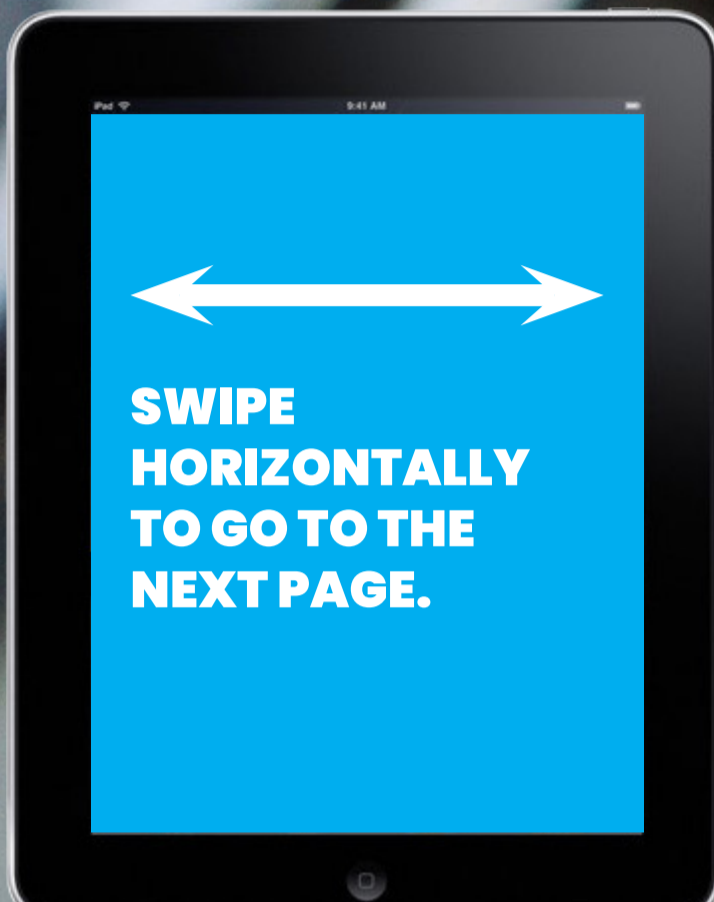 iPad 9:41 AM
SWIPE
HORIZONTALLY
TO GO TO THE
NEXT PAGE.